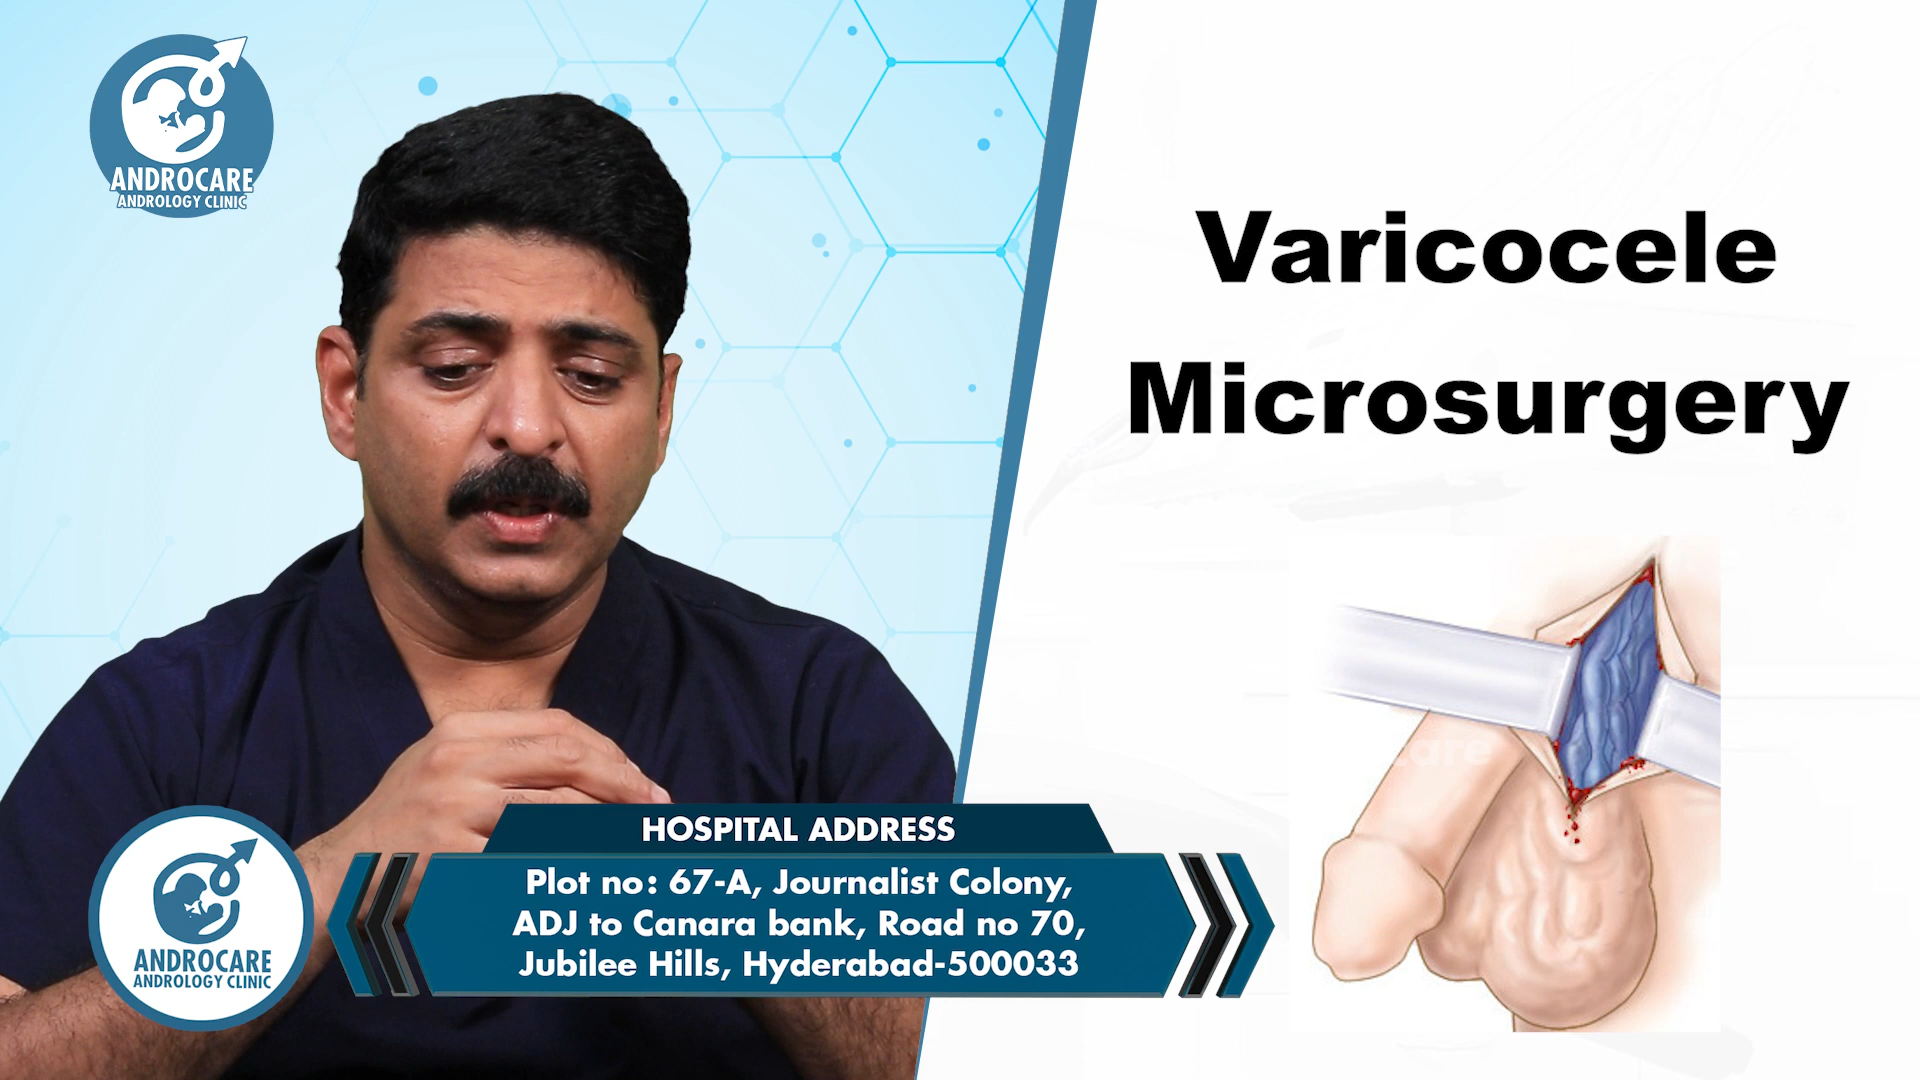 ANDROCARE
ANDROLOGY CLINIC
Varicocele
Microsurgery
care
HOSPITAL ADDRESS
Plot no: 67-A, Journalist Colony,
ADJ to Canara bank, Road no 70,
Jubilee Hills, Hyderabad-500033
ANDROCARE
ANDROLOGY CLINIC